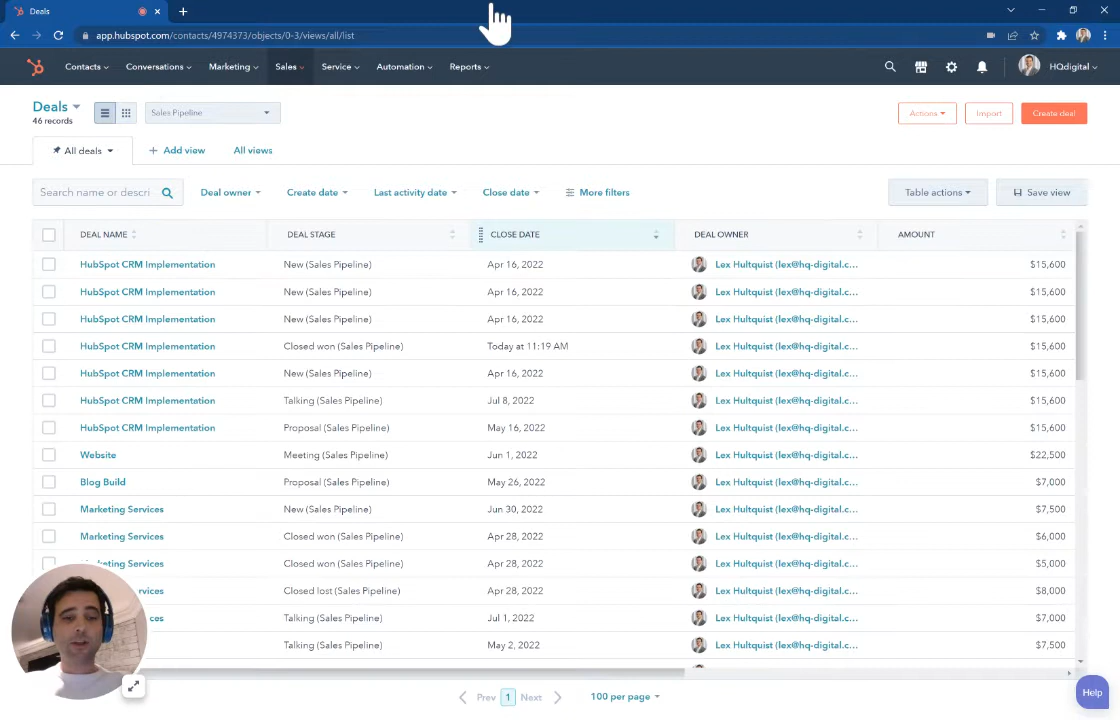 Deals
app.hubspot.com/contacts/4974373/objects/0-3/views/all/list
Contacts Conversations Marketing Sales Service Automation Reports HQdigital
Deals
46 records
Sales Pipeline
Actions Import Create deal
All deals + Add view All views
Search name or descri Deal owner Create date Last activity date Close date More filters Table actions Save view
DEAL NAME DEAL STAGE CLOSE DATE DEAL OWNER AMOUNT
HubSpot CRM Implementation New (Sales Pipeline) Apr 16, 2022 Lex Hultquist (lex@hq-digital.c... $15,600
HubSpot CRM Implementation New (Sales Pipeline) Apr 16, 2022 Lex Hultquist (lex@hq-digital.c... $15,600
HubSpot CRM Implementation New (Sales Pipeline) Apr 16, 2022 Lex Hultquist (lex@hq-digital.c... $15,600
HubSpot CRM Implementation Closed won (Sales Pipeline) Today at 11:19 AM Lex Hultquist (lex@hq-digital.c... $15,600
HubSpot CRM Implementation New (Sales Pipeline) Apr 16, 2022 Lex Hultquist (lex@hq-digital.c... $15,600
HubSpot CRM Implementation Talking (Sales Pipeline) Jul 8, 2022 Lex Hultquist (lex@hq-digital.c... $15,600
HubSpot CRM Implementation Proposal (Sales Pipeline) May 16, 2022 Lex Hultquist (lex@hq-digital.c... $15,600
Website Meeting (Sales Pipeline) Jun 1, 2022 Lex Hultquist (lex@hq-digital.c... $22,500
Blog Build Proposal (Sales Pipeline) May 26, 2022 Lex Hultquist (lex@hq-digital.c... $7,000
Marketing Services New (Sales Pipeline) Jun 30, 2022 Lex Hultquist (lex@hq-digital.c... $7,500
Marketing Services Closed won (Sales Pipeline) Apr 28, 2022 Lex Hultquist (lex@hq-digital.c... $6,000
Marketing Services Closed won (Sales Pipeline) Apr 28, 2022 Lex Hultquist (lex@hq-digital.c... $5,000
rvices Closed lost (Sales Pipeline) Apr 28, 2022 Lex Hultquist (lex@hq-digital.c... $8,000
ces Talking (Sales Pipeline) Jul 1, 2022 Lex Hultquist (lex@hq-digital.c... $7,000
Talking (Sales Pipeline) May 2, 2022 Lex Hultquist (lex@hq-digital.c... $7,500
Prev 1 Next 100 per page
Help